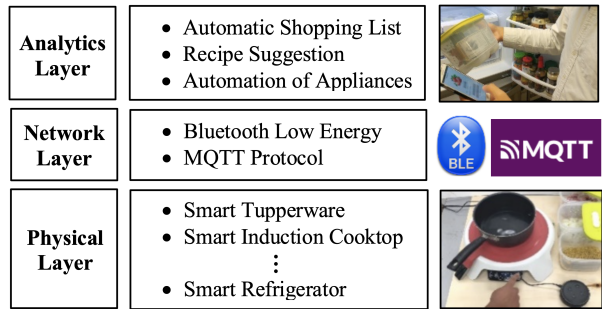 Analytics
Layer
• Automatic Shopping List
• Recipe Suggestion
• Automation of Appliances
Network
Layer
• Bluetooth Low Energy
• MQTT Protocol
BLE
MQTT
Physical
Layer
• Smart Tupperware
• Smart Induction Cooktop
⋮
• Smart Refrigerator